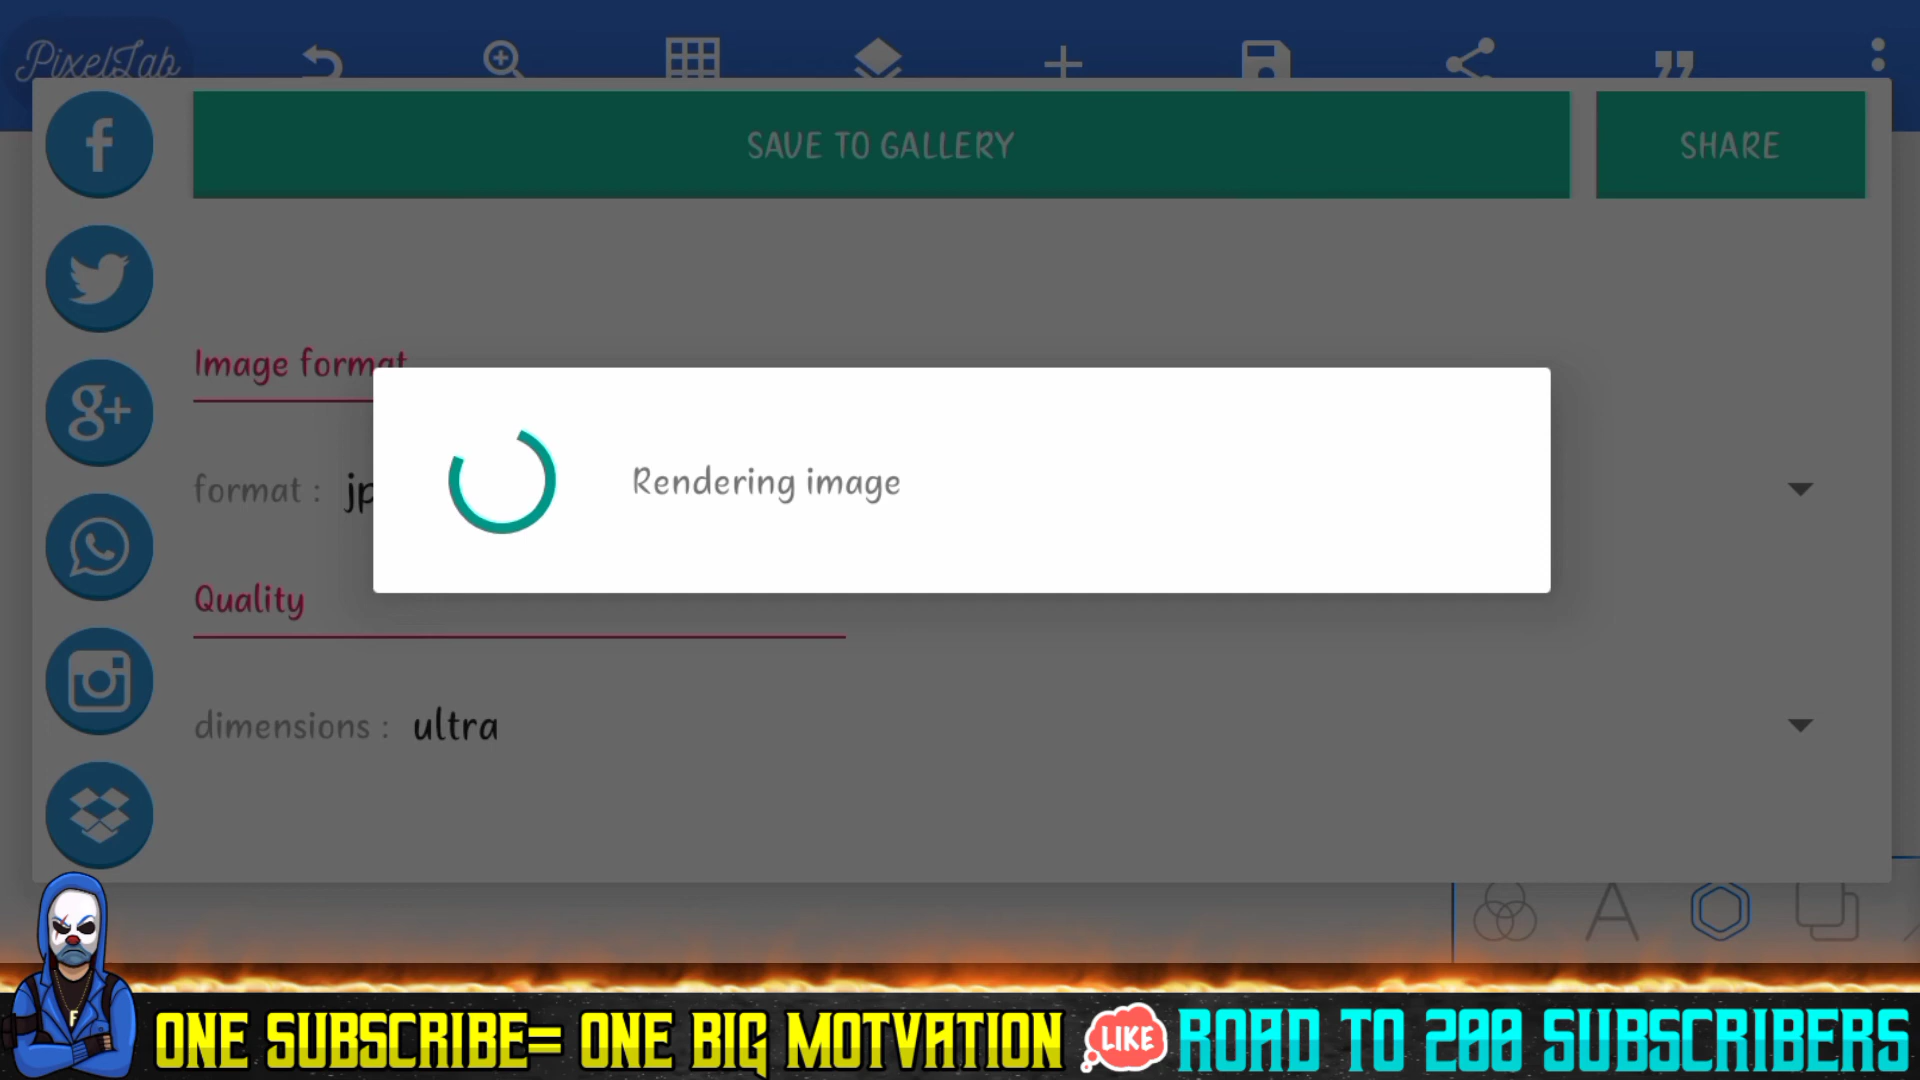 PixelLab
SAVE TO GALLERY
SHARE
Image format
format : jp
Rendering image
Quality
dimensions : ultra
ONE SUBSCRIBE= ONE BIG MOTVATION
LIKE
ROAD TO 200 SUBSCRIBERS